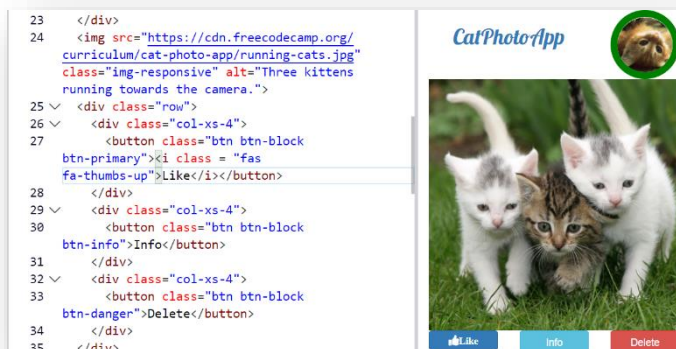 23 </div>
24 <img src="https://cdn.freecodecamp.org/
curriculum/cat-photo-app/running-cats.jpg"
class="img-responsive" alt="Three kittens
running towards the camera.">
25 <div class="row">
26 <div class="col-xs-4">
27 <button class="btn btn-block
btn-primary"><i class = "fas
fa-thumbs-up">Like</i></button>
28 </div>
29 <div class="col-xs-4">
30 <button class="btn btn-block
btn-info">Info</button>
31 </div>
32 <div class="col-xs-4">
33 <button class="btn btn-block
btn-danger">Delete</button>
34 </div>
35 </div>
CatPhotoApp
Like Info Delete